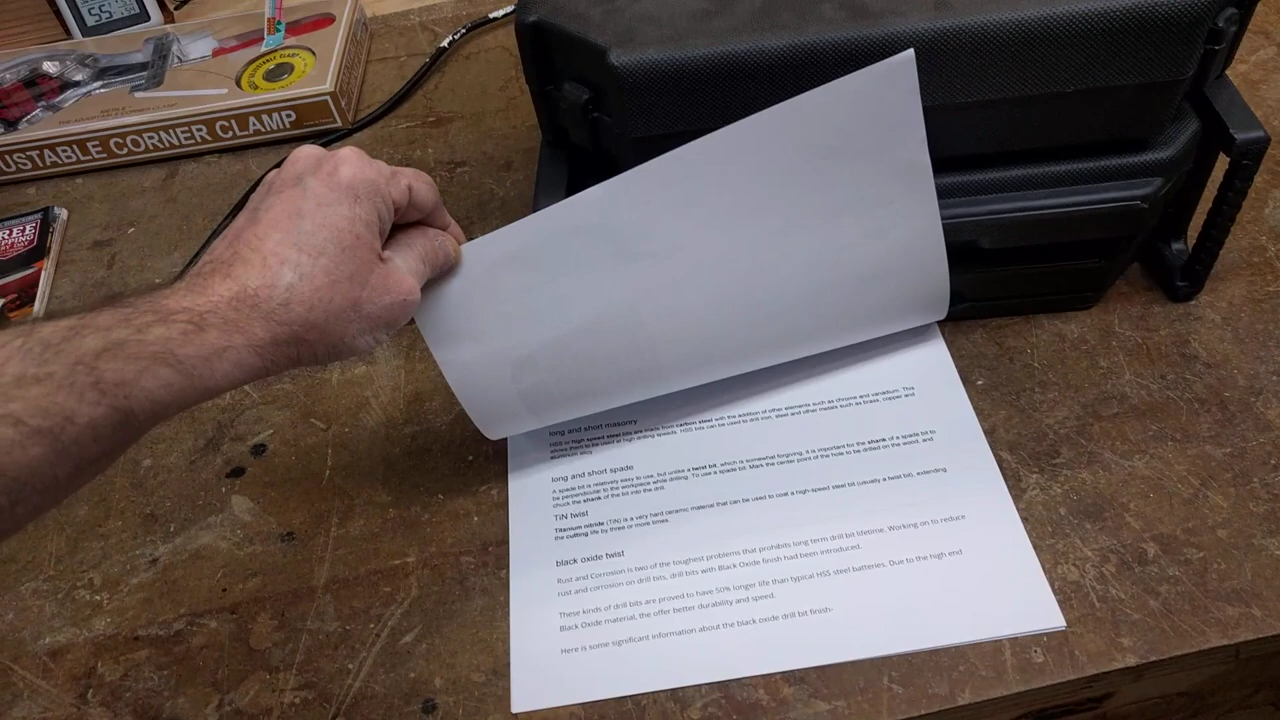 55
ADJUSTABLE CLAMP
THE ADJUSTABLE CORNER CLAMP
USTABLE CORNER CLAMP
REE
PPING
RY DAY
long and short masonry
HSS or high speed steel bits are made from carbon steel with the addition of other elements such as chrome and vanadium. This
allows them to be used at high drilling speeds. HSS bits can be used to drill iron, steel and other metals such as brass, copper and
aluminum alloy.
long and short spade
A spade bit is relatively easy to use, but unlike a twist bit, which is somewhat forgiving, it is important for the shank of a spade bit to
be perpendicular to the workpiece while drilling. To use a spade bit: Mark the center point of the hole to be drilled on the wood, and
chuck the shank of the bit into the drill.
TiN twist
Titanium nitride (TiN) is a very hard ceramic material that can be used to coat a high-speed steel bit (usually a twist bit), extending
the cutting life by three or more times.
black oxide twist
Rust and Corrosion is two of the toughest problems that prohibits long term drill bit lifetime. Working on to reduce
rust and corrosion on drill bits, drill bits with Black Oxide finish had been introduced.
These kinds of drill bits are proved to have 50% longer life than typical HSS steel batteries. Due to the high end
Black Oxide material, the offer better durability and speed.
Here is some significant information about the black oxide drill bit finish-